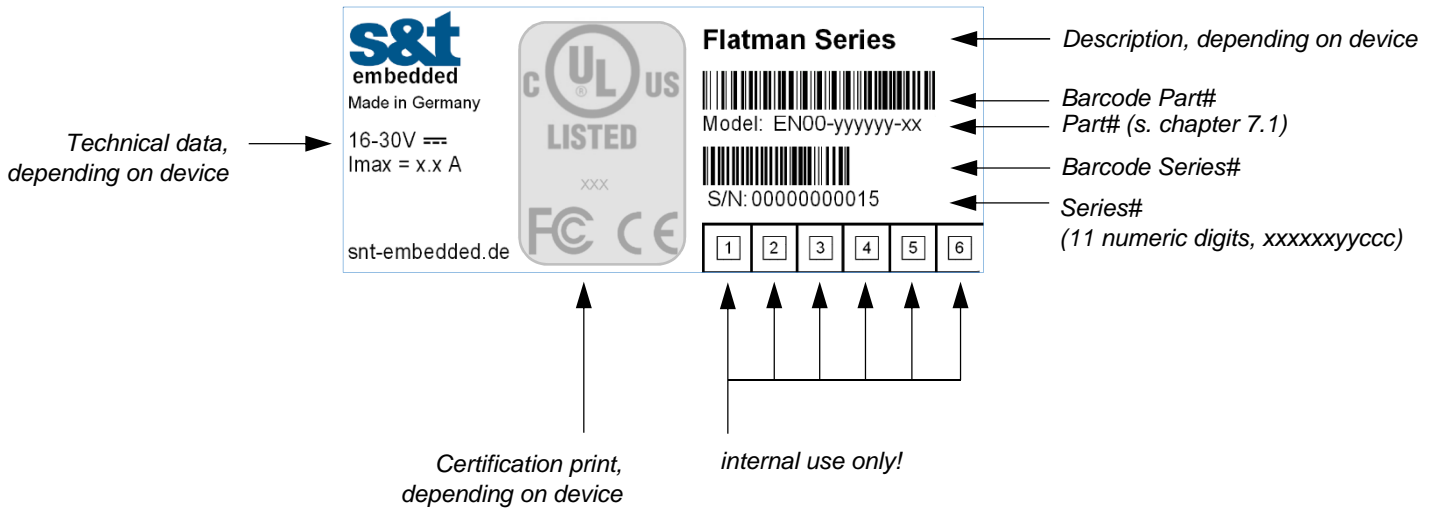 s&t
embedded
Made in Germany
16-30V
Imax = x.x A
snt-embedded.de
C UL US
®
LISTED
xxx
FC CE
Flatman Series
Model: EN00-yyyyyy-xx
S/N: 00000000015
1 2 3 4 5 6
Technical data,
depending on device
Description, depending on device
Barcode Part#
Part# (s. chapter 7.1)
Barcode Series#
Series#
(11 numeric digits, xxxxxxyyccc)
Certification print,
depending on device
internal use only!